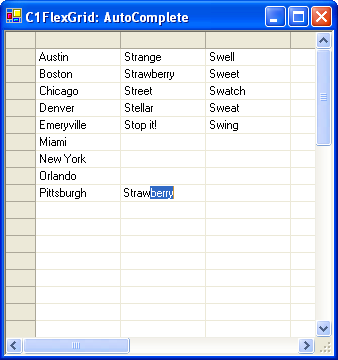 C1FlexGrid: AutoComplete
Austin Strange Swell
Boston Strawberry Sweet
Chicago Street Swatch
Denver Stellar Sweat
Emeryville Stop it! Swing
Miami
New York
Orlando
Pittsburgh Strawberry